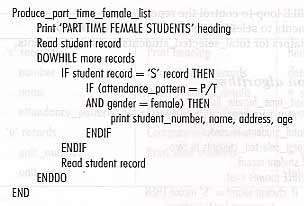 Produce_part_time_female_list
Print 'PART TIME FEMALE STUDENTS' heading
Read student record
DOWHILE more records
IF student record = 'S' record THEN
IF (attendance_pattern = P/T
AND gender = female) THEN
print student_number, name, address, age
ENDIF
ENDIF
Read student record
ENDDO
END